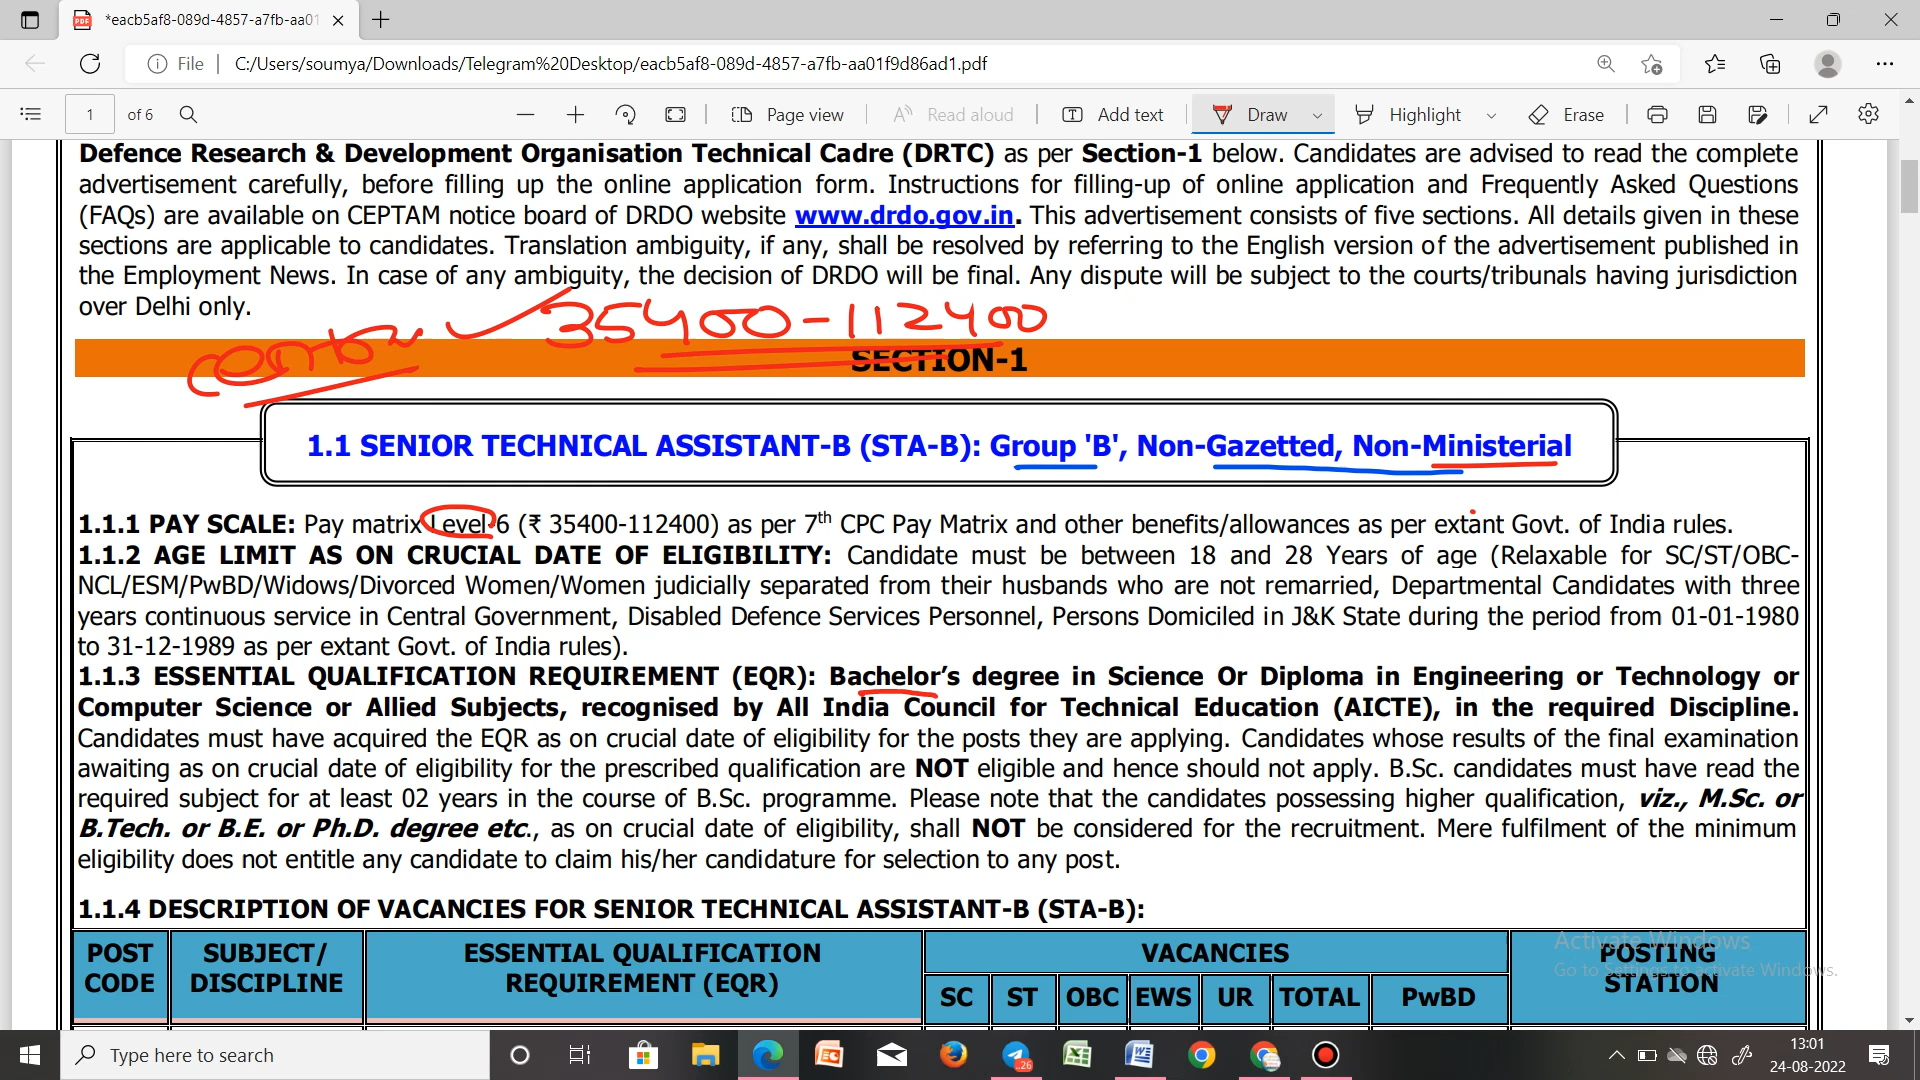 *eacb5af8-089d-4857-a7fb-aa01
File
C:/Users/soumya/Downloads/Telegram%20Desktop/eacb5af8-089d-4857-a7fb-aa01f9d86ad1.pdf
1 of 6
Page view
Read aloud
Add text
Draw
Highlight
Erase
Defence Research & Development Organisation Technical Cadre (DRTC) as per Section-1 below. Candidates are advised to read the complete
advertisement carefully, before filling up the online application form. Instructions for filling-up of online application and Frequently Asked Questions
(FAQs) are available on CEPTAM notice board of DRDO website www.drdo.gov.in. This advertisement consists of five sections. All details given in these
sections are applicable to candidates. Translation ambiguity, if any, shall be resolved by referring to the English version of the advertisement published in
the Employment News. In case of any ambiguity, the decision of DRDO will be final. Any dispute will be subject to the courts/tribunals having jurisdiction
over Delhi only.
35400-112400
SECTION-1
1.1 SENIOR TECHNICAL ASSISTANT-B (STA-B): Group 'B', Non-Gazetted, Non-Ministerial
1.1.1 PAY SCALE: Pay matrix Level-6 (₹ 35400-112400) as per 7th CPC Pay Matrix and other benefits/allowances as per extant Govt. of India rules.
1.1.2 AGE LIMIT AS ON CRUCIAL DATE OF ELIGIBILITY: Candidate must be between 18 and 28 Years of age (Relaxable for SC/ST/OBC-
NCL/ESM/PwBD/Widows/Divorced Women/Women judicially separated from their husbands who are not remarried, Departmental Candidates with three
years continuous service in Central Government, Disabled Defence Services Personnel, Persons Domiciled in J&K State during the period from 01-01-1980
to 31-12-1989 as per extant Govt. of India rules).
1.1.3 ESSENTIAL QUALIFICATION REQUIREMENT (EQR): Bachelor's degree in Science Or Diploma in Engineering or Technology or
Computer Science or Allied Subjects, recognised by All India Council for Technical Education (AICTE), in the required Discipline.
Candidates must have acquired the EQR as on crucial date of eligibility for the posts they are applying. Candidates whose results of the final examination
awaiting as on crucial date of eligibility for the prescribed qualification are NOT eligible and hence should not apply. B.Sc. candidates must have read the
required subject for at least 02 years in the course of B.Sc. programme. Please note that the candidates possessing higher qualification, viz., M.Sc. or
B.Tech. or B.E. or Ph.D. degree etc., as on crucial date of eligibility, shall NOT be considered for the recruitment. Mere fulfilment of the minimum
eligibility does not entitle any candidate to claim his/her candidature for selection to any post.
1.1.4 DESCRIPTION OF VACANCIES FOR SENIOR TECHNICAL ASSISTANT-B (STA-B):
POST CODE
SUBJECT/ DISCIPLINE
ESSENTIAL QUALIFICATION REQUIREMENT (EQR)
VACANCIES
SC ST OBC EWS UR TOTAL PwBD
POSTING STATION
Activate Windows
Go to Settings to activate Windows.
Type here to search
26
13:01
24-08-2022